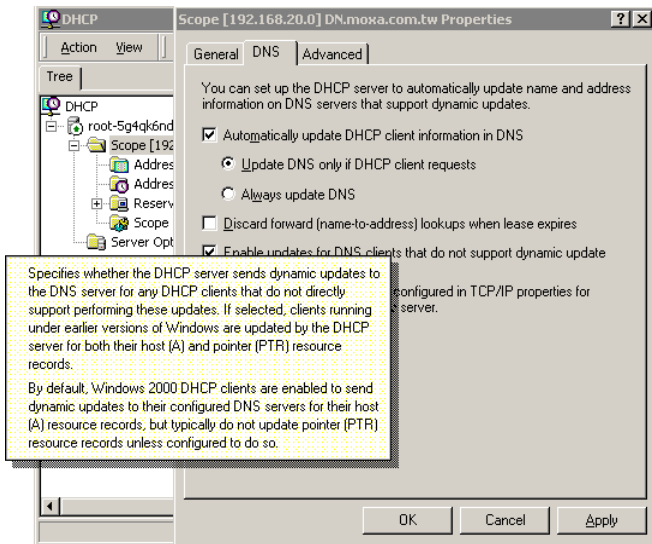 DHCP
Action View
Tree
DHCP
root-5g4qk6nd
Scope [192
Addres
Addres
Reserv
Scope
Server Opt
Scope [192.168.20.0] DN.moxa.com.tw Properties
General DNS Advanced
You can set up the DHCP server to automatically update name and address
information on DNS servers that support dynamic updates.
Automatically update DHCP client information in DNS
Update DNS only if DHCP client requests
Always update DNS
Discard forward (name-to-address) lookups when lease expires
Enable updates for DNS clients that do not support dynamic update
configured in TCP/IP properties for
server.
Specifies whether the DHCP server sends dynamic updates to
the DNS server for any DHCP clients that do not directly
support performing these updates. If selected, clients running
under earlier versions of Windows are updated by the DHCP
server for both their host (A) and pointer (PTR) resource
records.
By default, Windows 2000 DHCP clients are enabled to send
dynamic updates to their configured DNS servers for their host
(A) resource records, but typically do not update pointer (PTR)
resource records unless configured to do so.
OK Cancel Apply